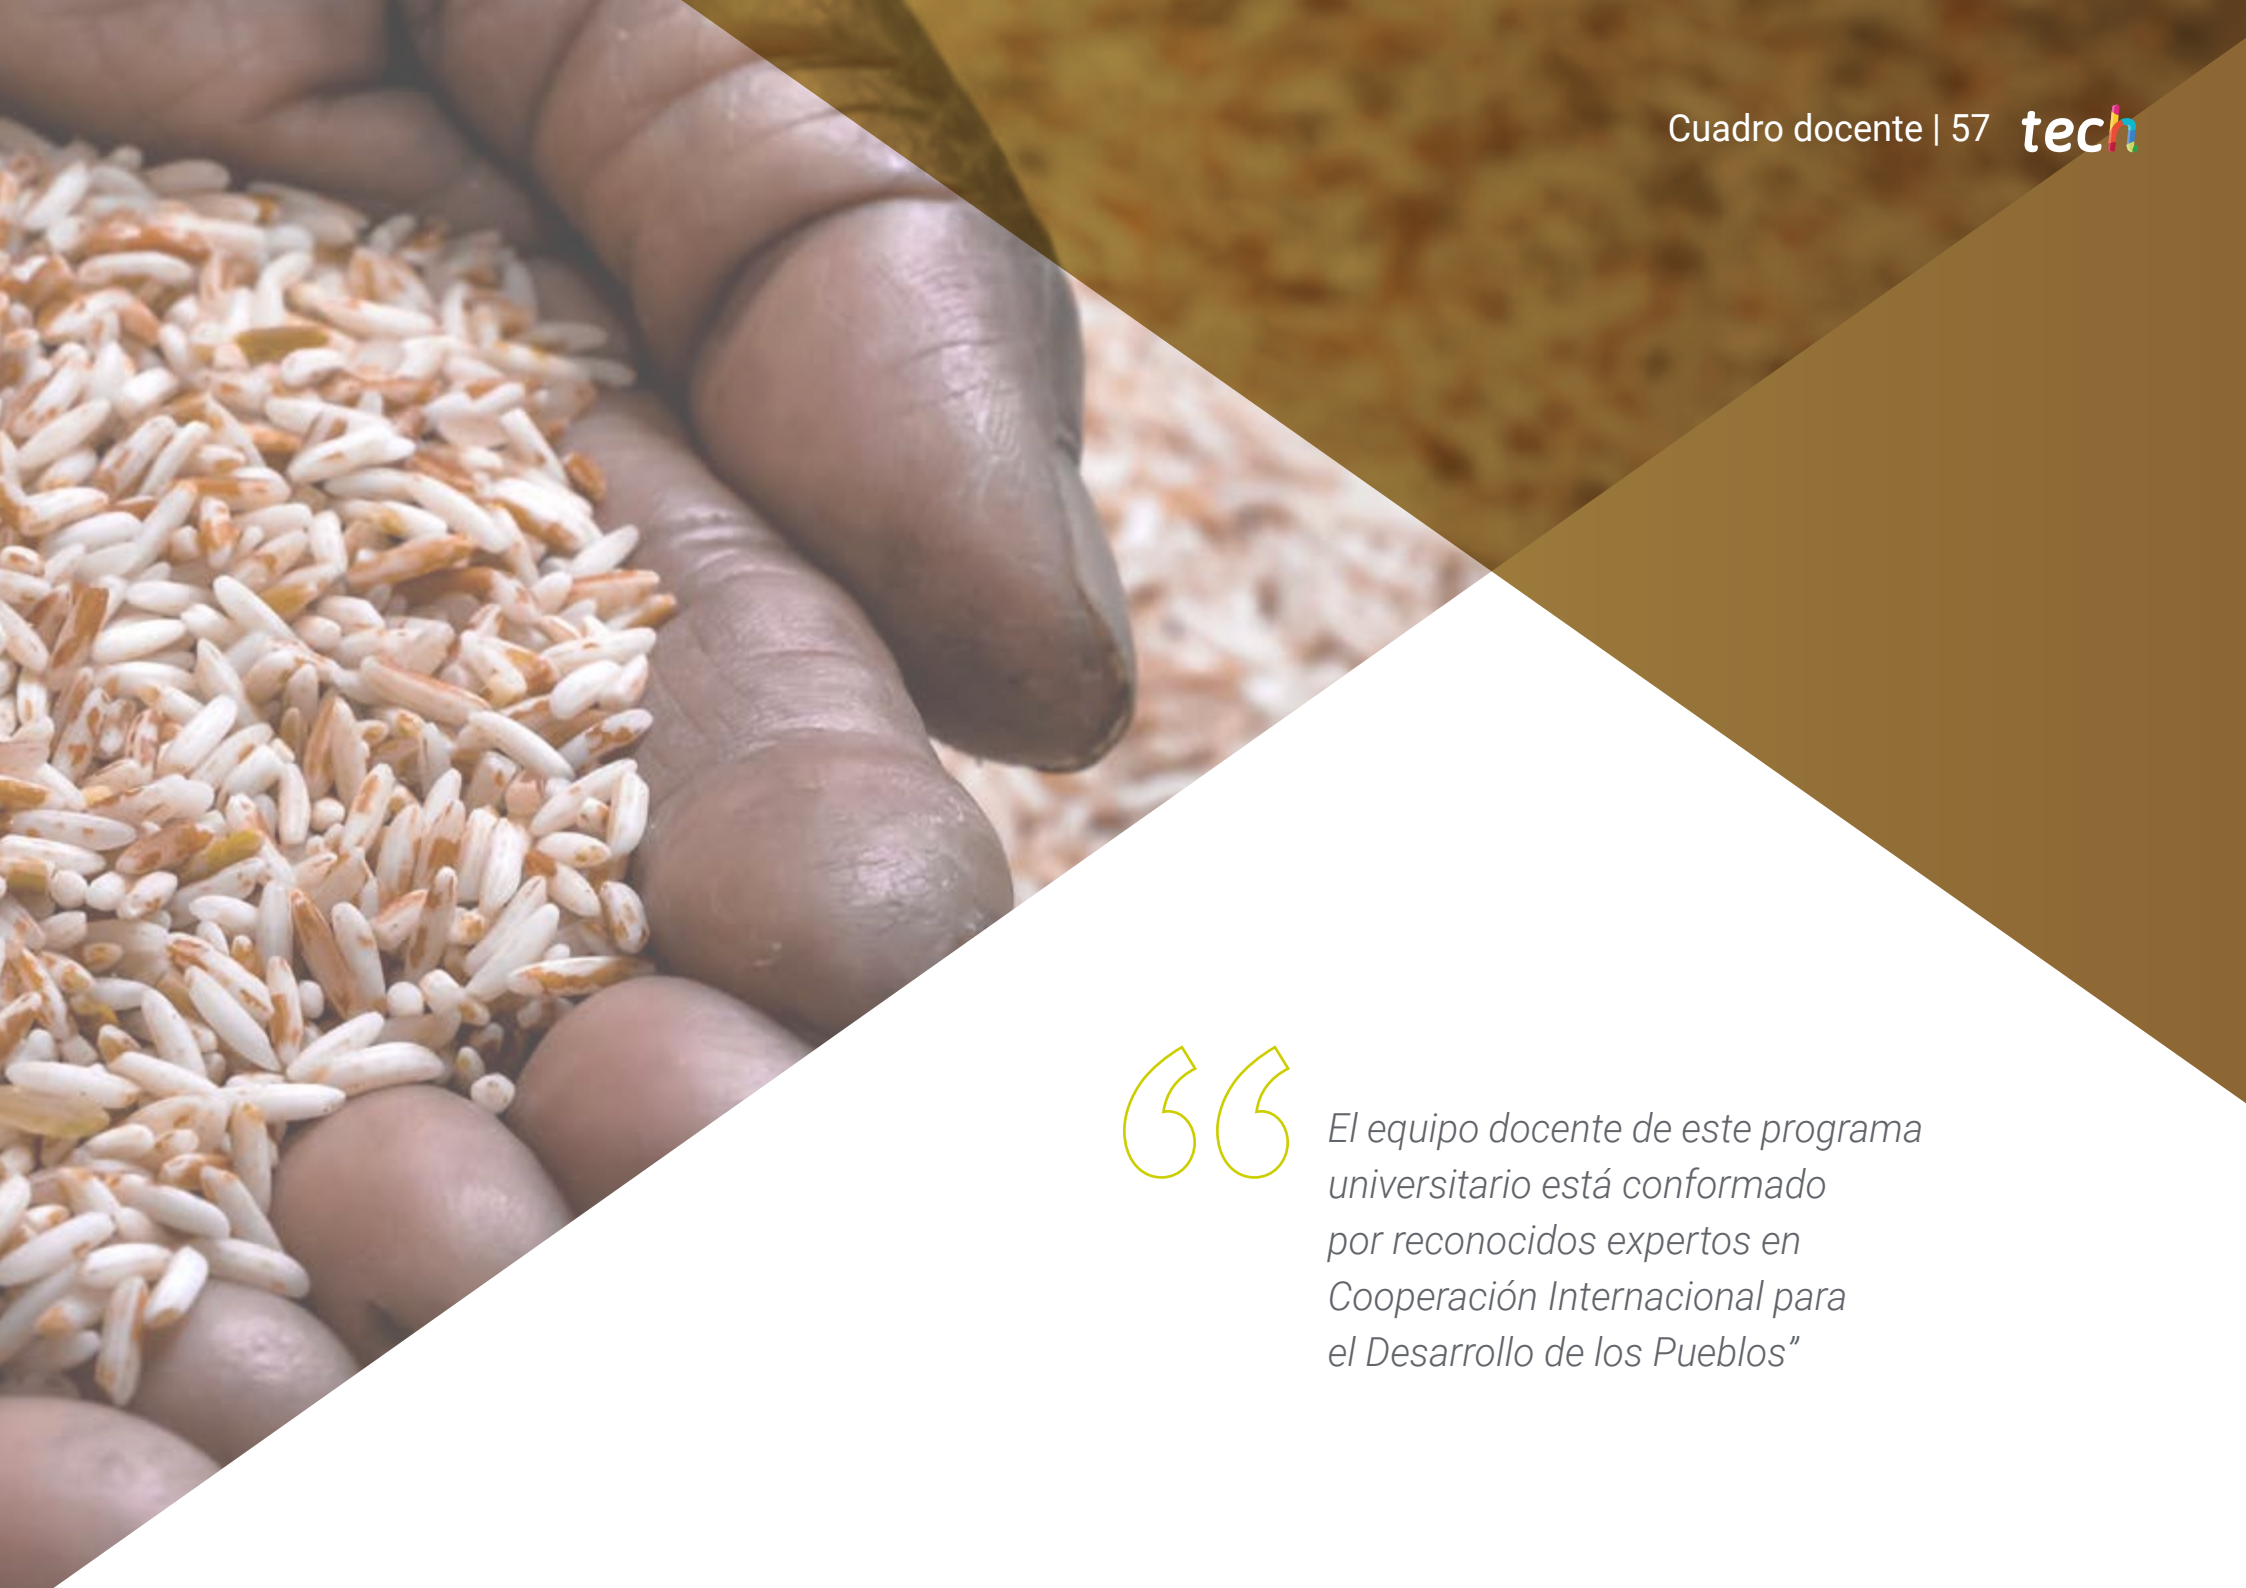 Cuadro docente | 57 tech
“El equipo docente de este programa
universitario está conformado
por reconocidos expertos en
Cooperación Internacional para
el Desarrollo de los Pueblos”